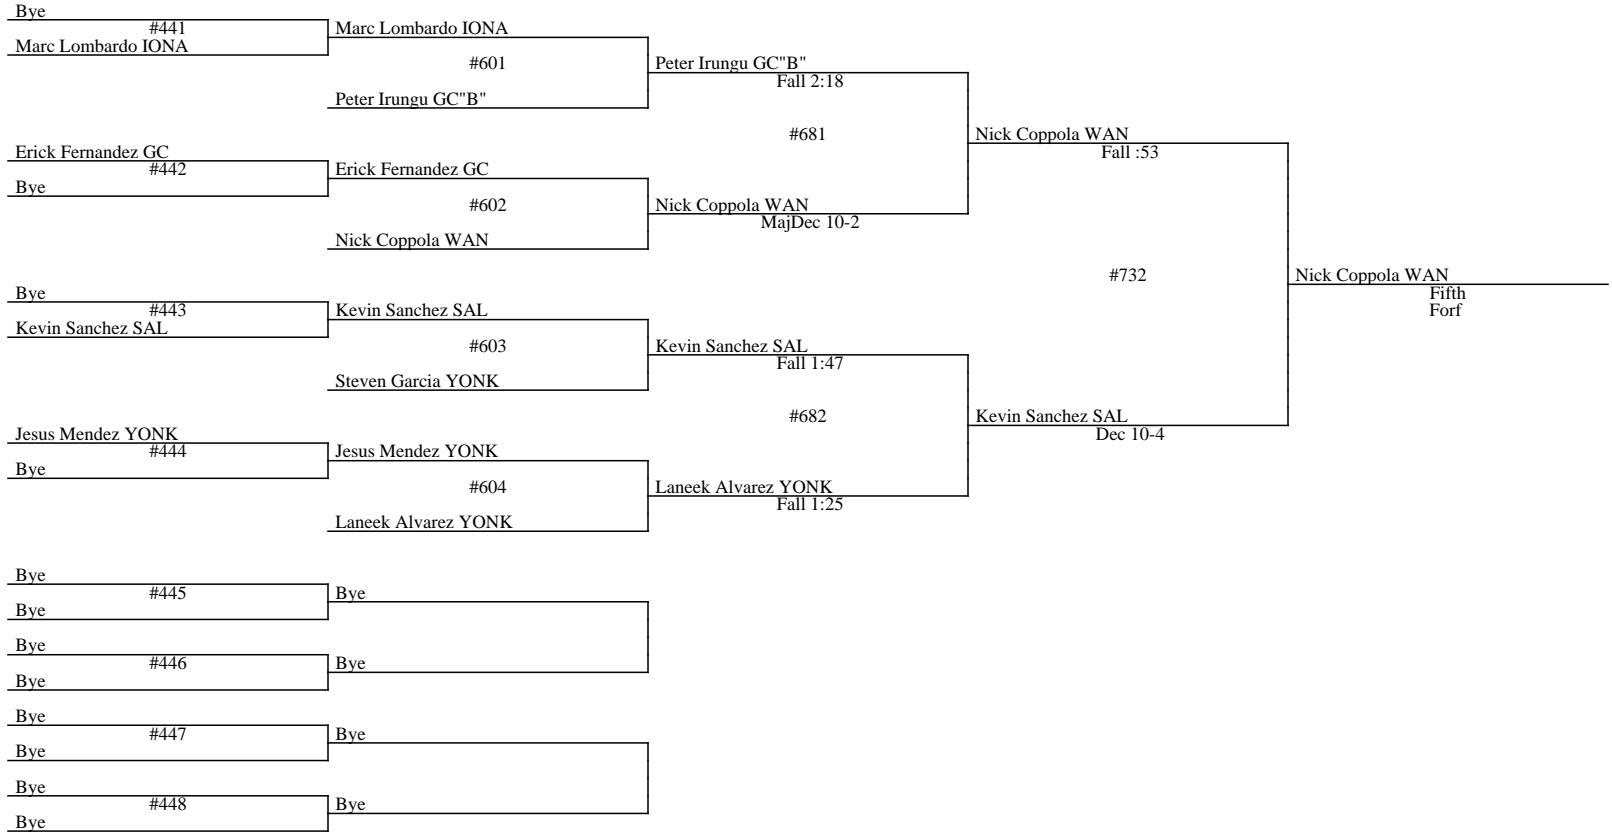 Bye
#441
Marc Lombardo IONA
Marc Lombardo IONA
#601
Peter Irungu GC"B"
Peter Irungu GC"B"
Fall 2:18
#681
Erick Fernandez GC
#442
Bye
Erick Fernandez GC
#602
Nick Coppola WAN
Nick Coppola WAN
MajDec 10-2
Nick Coppola WAN
Fall :53
#732
Nick Coppola WAN
Fifth
Forf
Bye
#443
Kevin Sanchez SAL
Kevin Sanchez SAL
#603
Steven Garcia YONK
Kevin Sanchez SAL
Fall 1:47
#682
Kevin Sanchez SAL
Dec 10-4
Jesus Mendez YONK
#444
Bye
Jesus Mendez YONK
#604
Laneek Alvarez YONK
Laneek Alvarez YONK
Fall 1:25
Bye
#445
Bye
Bye
Bye
#446
Bye
Bye
Bye
#447
Bye
Bye
Bye
#448
Bye
Bye